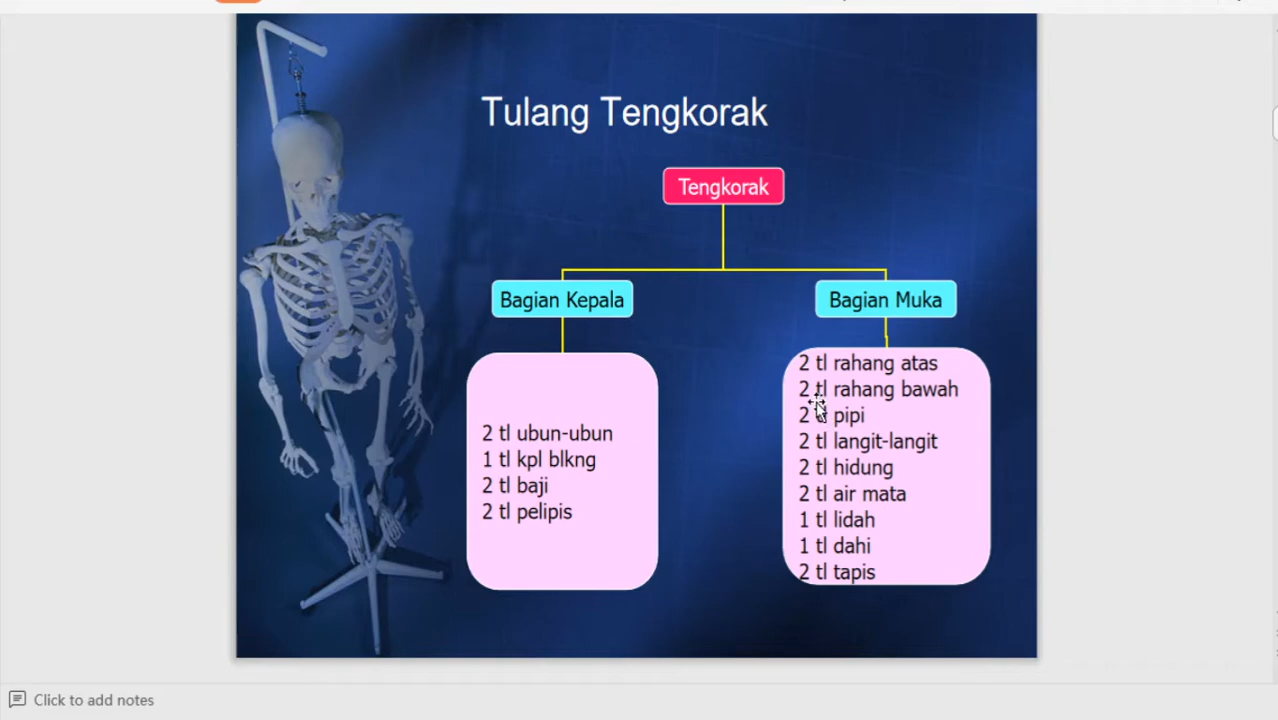 Tulang Tengkorak
Tengkorak
Bagian Kepala
Bagian Muka
2 tl ubun-ubun
1 tl kpl blkng
2 tl baji
2 tl pelipis
2 tl rahang atas
2 tl rahang bawah
2 pipi
2 tl langit-langit
2 tl hidung
2 tl air mata
1 tl lidah
1 tl dahi
2 tl tapis
Click to add notes